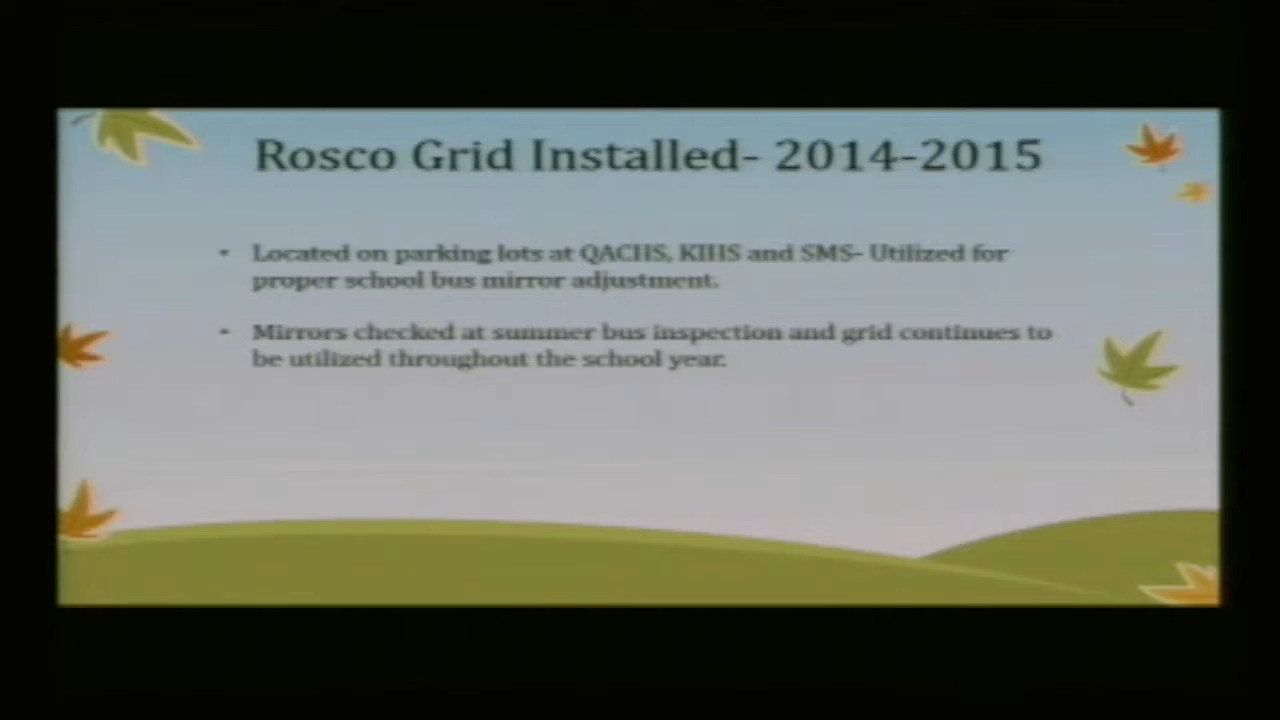 Rosco Grid Installed- 2014-2015
• Located on parking lots at QACHS, KIHS and SMS- Utilized for
proper school bus mirror adjustment.
• Mirrors checked at summer bus inspection and grid continues to
be utilized throughout the school year.